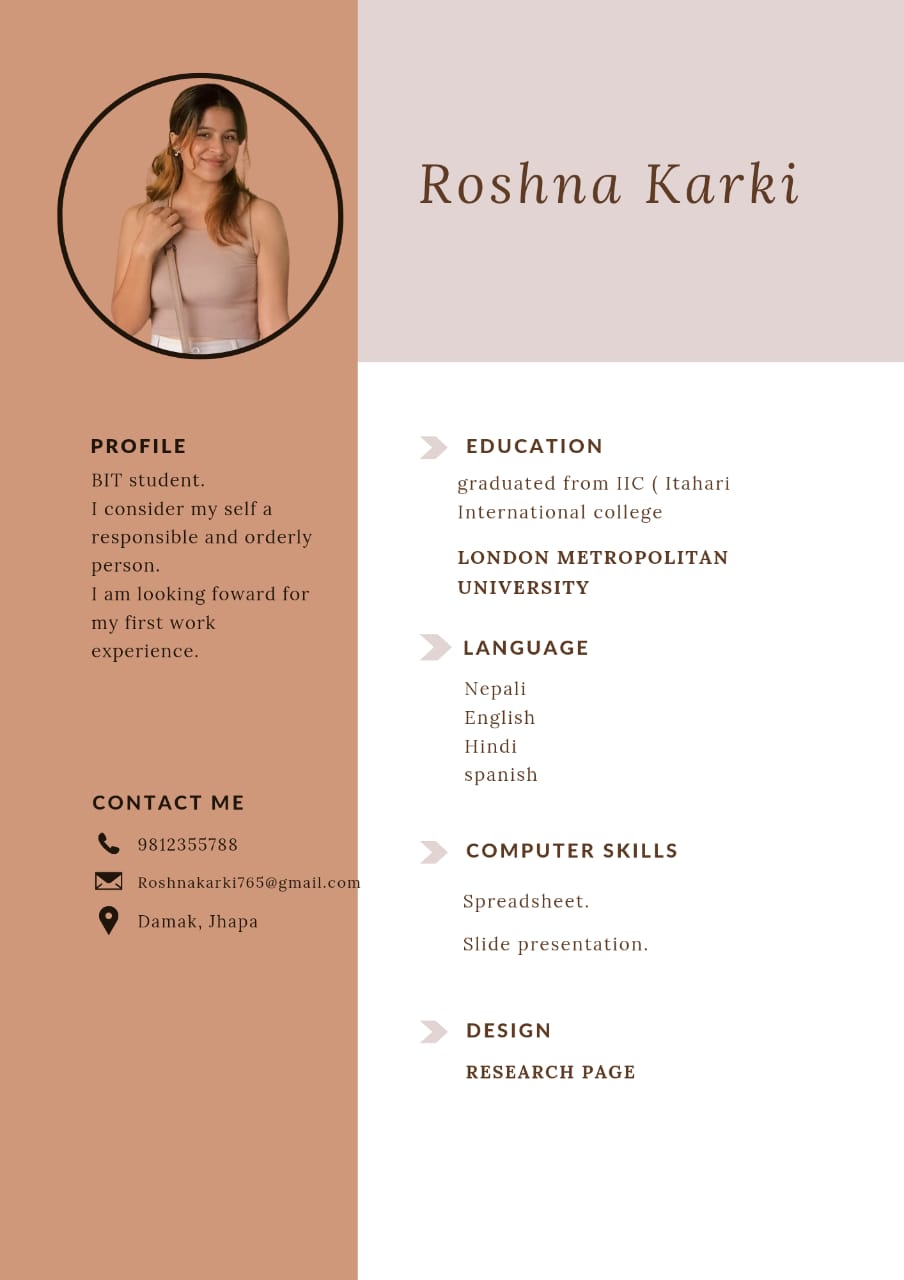 Roshna Karki
PROFILE
BIT student.
I consider my self a
responsible and orderly
person.
I am looking foward for
my first work
experience.
CONTACT ME
9812355788
Roshnakarki765@gmail.com
Damak, Jhapa
EDUCATION
graduated from IIC ( Itahari
International college
LONDON METROPOLITAN
UNIVERSITY
LANGUAGE
Nepali
English
Hindi
spanish
COMPUTER SKILLS
Spreadsheet.
Slide presentation.
DESIGN
RESEARCH PAGE